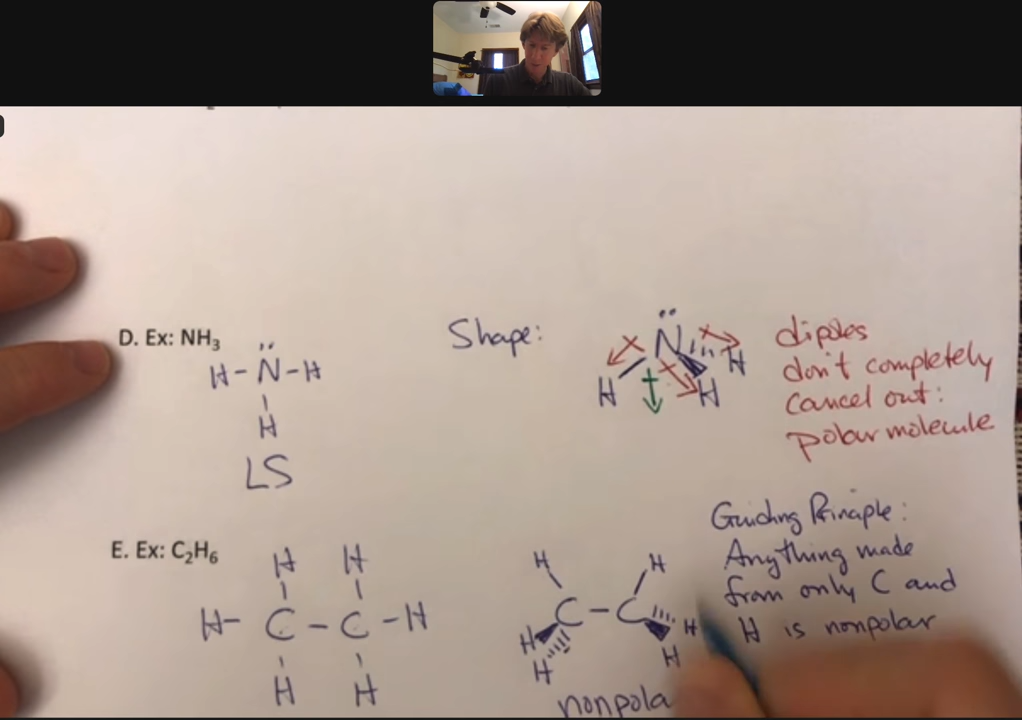 D. Ex: NH₃
H-N-H
H
LS
Shape:
N
H H H
dipoles
don't completely
cancel out:
polar molecule
E. Ex: C₂H₆
H H
H-C-C-H
H H
H H
C-C
H H
H H
nonpola
Guiding Principle:
Anything made
from only C and
H is nonpolar